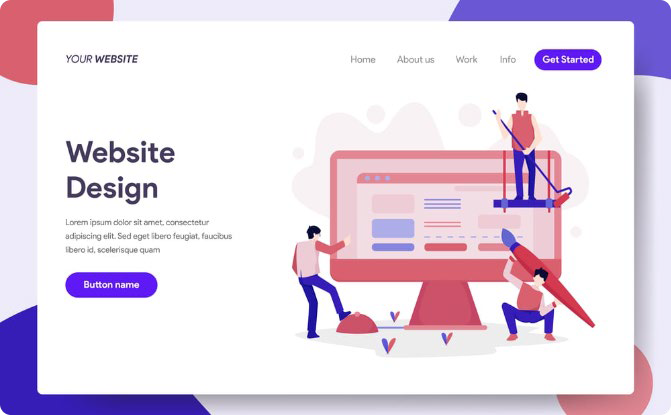 YOUR WEBSITE
Home
About us
Work
Info
Get Started
Website
Design
Lorem ipsum dolor sit amet, consectetur
adipiscing elit. Sed eget libero feugiat, faucibus
libero id, scelerisque quam
Button name